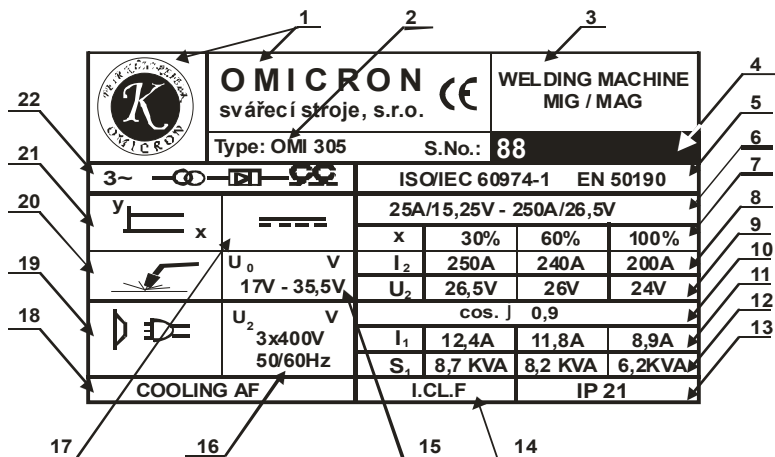 1 2 3
4
OMICRON CE WELDING MACHINE
svářecí stroje, s.r.o. MIG / MAG
K
OMICRON
5
22
6
Type: OMI 305 S.No.: 88
7
21
3~ ISO/IEC 60974-1 EN 50190
8
20
y x 25A/15,25V - 250A/26,5V
9
x 30% 60% 100%
10
19
U0 V I2 250A 240A 200A
17V - 35,5V U2 26,5V 26V 24V
11
18
cos. ⌡ 0,9
12
U2 V I1 12,4A 11,8A 8,9A
3x400V
50/60Hz S1 8,7 KVA 8,2 KVA 6,2KVA
13
COOLING AF I.CL.F IP 21
17 16 15 14